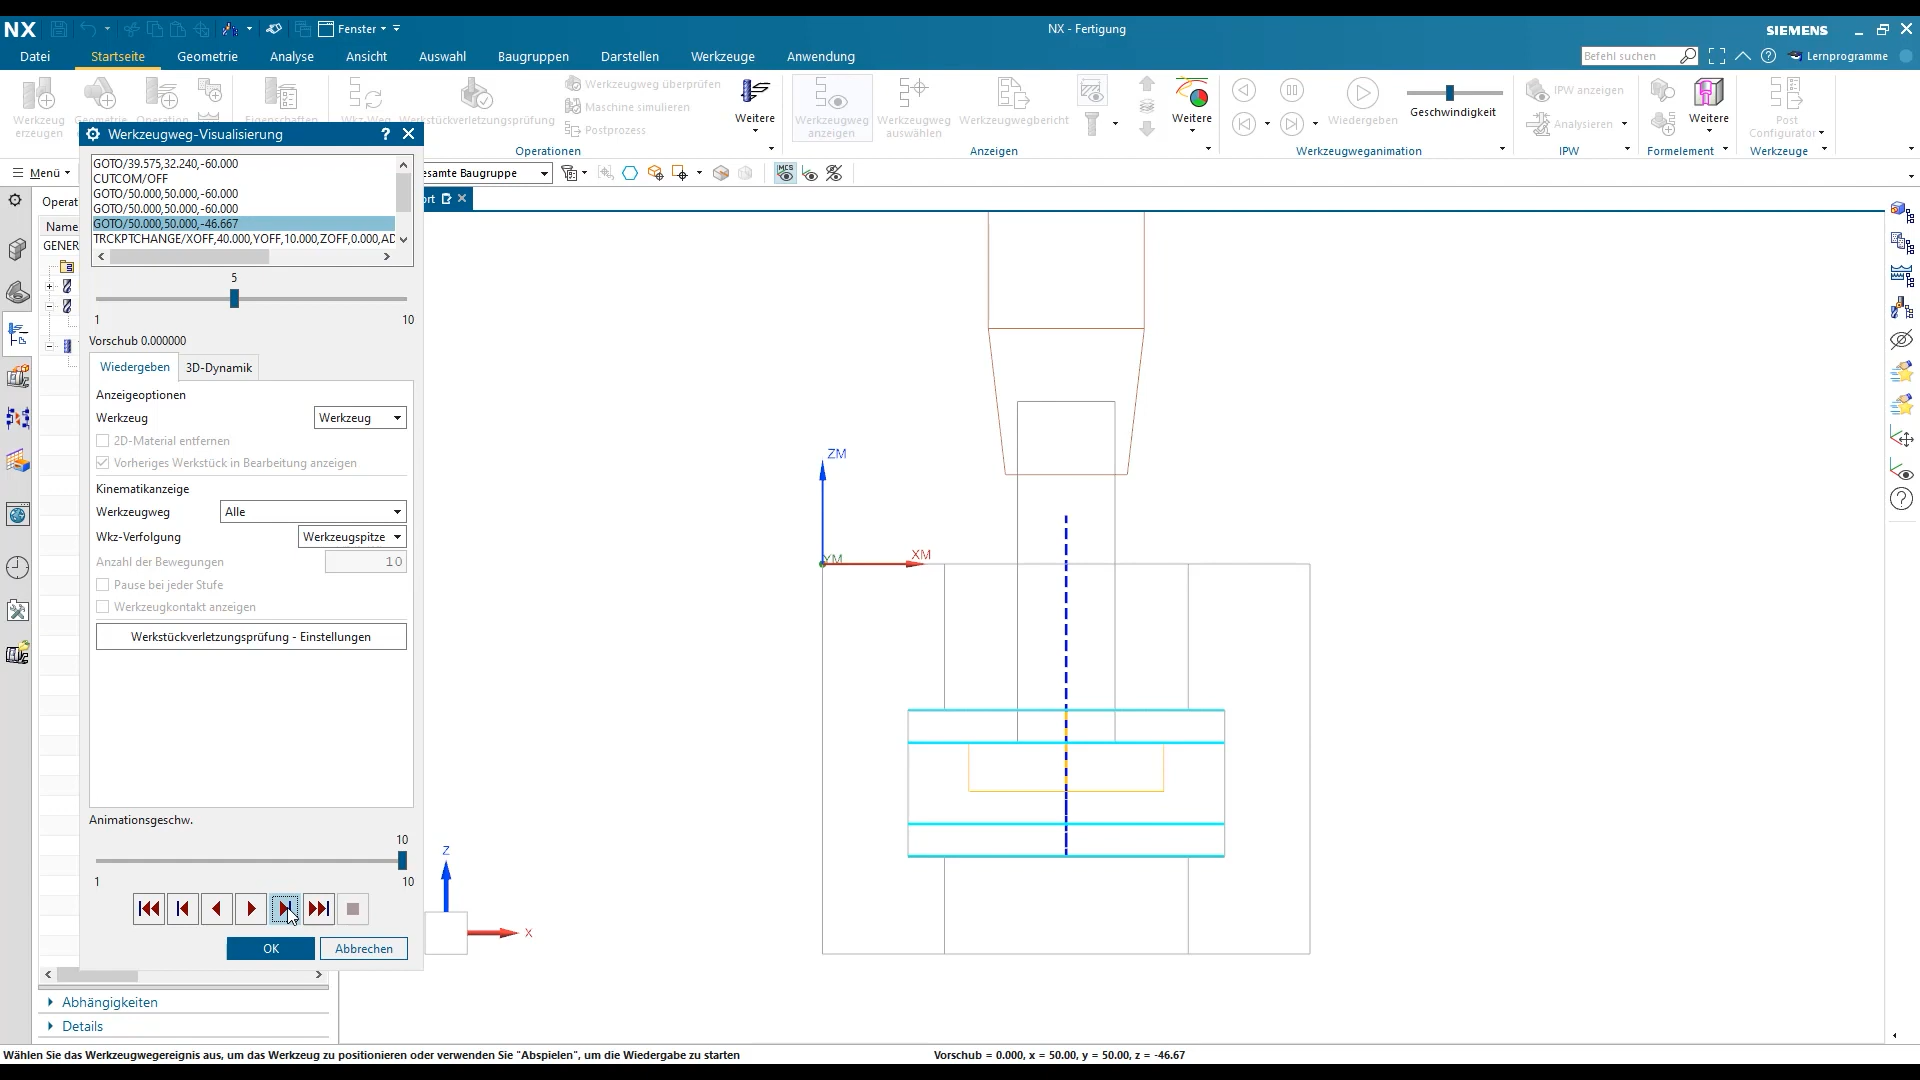 NX
Fenster
NX - Fertigung
SIEMENS
Datei
Startseite
Geometrie
Analyse
Ansicht
Auswahl
Baugruppen
Darstellen
Werkzeuge
Anwendung
Befehl suchen
Lernprogramme
Werkzeug
erzeugen
Geometrie
Operation
Eigenschaften
Wkz-Weg
Werkstückverletzungsprüfung
Werkzeugweg überprüfen
Maschine simulieren
Postprozess
Weitere
Operationen
Werkzeugweg
anzeigen
Werkzeugweg
auswählen
Werkzeugwegbericht
Weitere
Anzeigen
Wiedergeben
Geschwindigkeit
Werkzeugweganimation
IPW anzeigen
Analysieren
IPW
Weitere
Formelement
Post
Configurator
Werkzeuge
Menü
esamte Baugruppe
ort
Operat
Name
GENER
Werkzeugweg-Visualisierung
GOTO/39.575,32.240,-60.000
CUTCOM/OFF
GOTO/50.000,50.000,-60.000
GOTO/50.000,50.000,-60.000
GOTO/50.000,50.000,-46.667
TRCKPTCHANGE/XOFF,40.000,YOFF,10.000,ZOFF,0.000,AD
5
1
10
Vorschub 0.000000
Wiedergeben
3D-Dynamik
Anzeigeoptionen
Werkzeug
Werkzeug
2D-Material entfernen
Vorheriges Werkstück in Bearbeitung anzeigen
Kinematikanzeige
Werkzeugweg
Alle
Wkz-Verfolgung
Werkzeugspitze
Anzahl der Bewegungen
10
Pause bei jeder Stufe
Werkzeugkontakt anzeigen
Werkstückverletzungsprüfung - Einstellungen
Animationsgeschw.
10
1
10
OK
Abbrechen
Abhängigkeiten
Details
ZM
YM
XM
Z
X
Wählen Sie das Werkzeugwegereignis aus, um das Werkzeug zu positionieren oder verwenden Sie "Abspielen", um die Wiedergabe zu starten
Vorschub = 0.000, x = 50.00, y = 50.00, z = -46.67